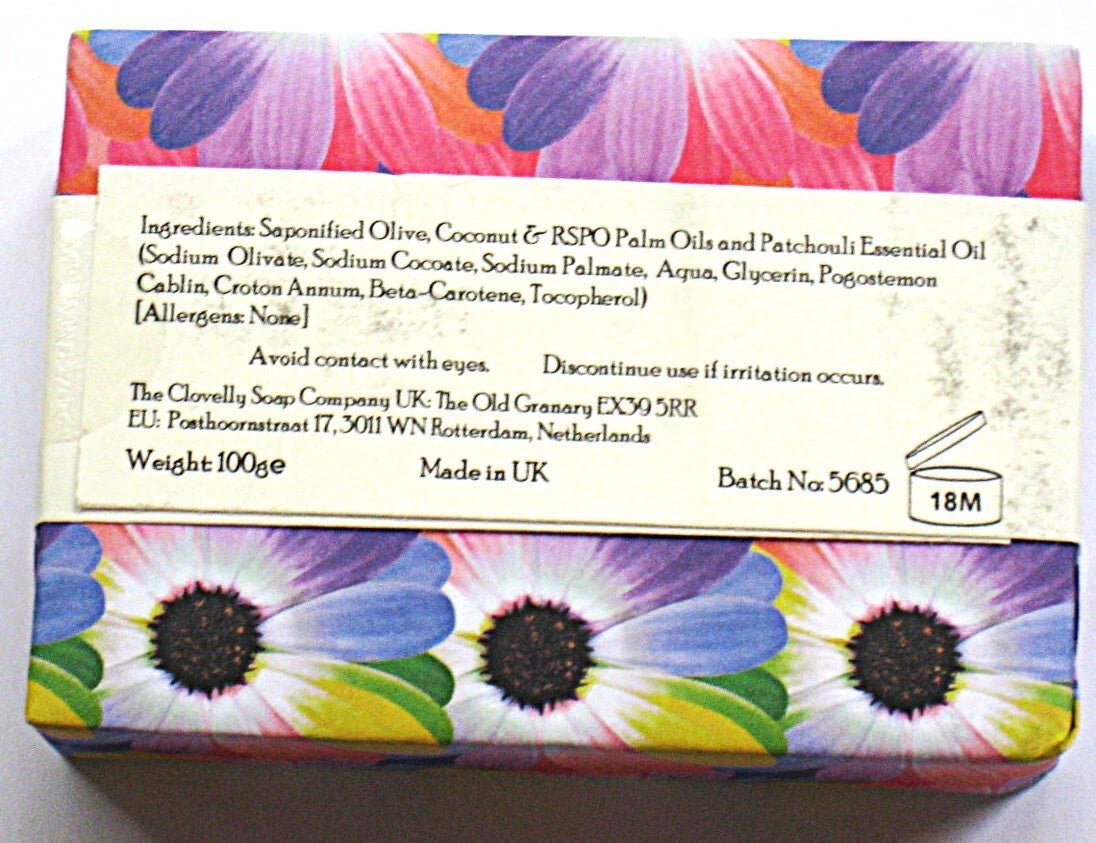 Ingredients: Saponified Olive, Coconut & RSPO Palm Oils and Patchouli Essential Oil
(Sodium Olivate, Sodium Cocoate, Sodium Palmate, Aqua, Glycerin, Pogostemon
Cablin, Croton Annum, Beta-Carotene, Tocopherol)
[Allergens: None]
Avoid contact with eyes. Discontinue use if irritation occurs.
The Clovelly Soap Company UK: The Old Granary EX39 5RR
EU: Posthoornstraat 17, 3011 WN Rotterdam, Netherlands
Weight: 100ge Made in UK Batch No: 5685
18M